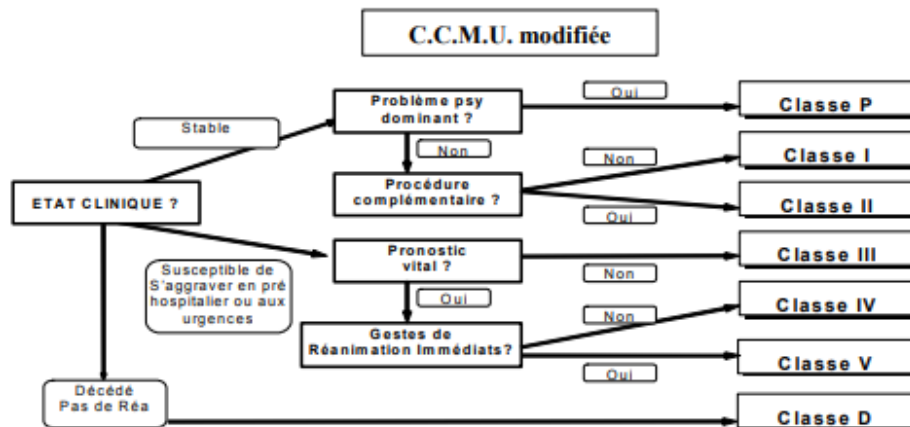 C.C.M.U. modifiée
Problème psy
dominant ?
Oui
Classe P
Stable
Non
Non
Classe I
ETAT CLINIQUE ?
Procédure
complémentaire ?
Oui
Classe II
Susceptible de
S'aggraver en pré
hospitalier ou aux
urgences
Pronostic
vital ?
Non
Classe III
Oui
Non
Classe IV
Gestes de
Réanimation Immédiats?
Oui
Classe V
Décédé
Pas de Réa
Classe D